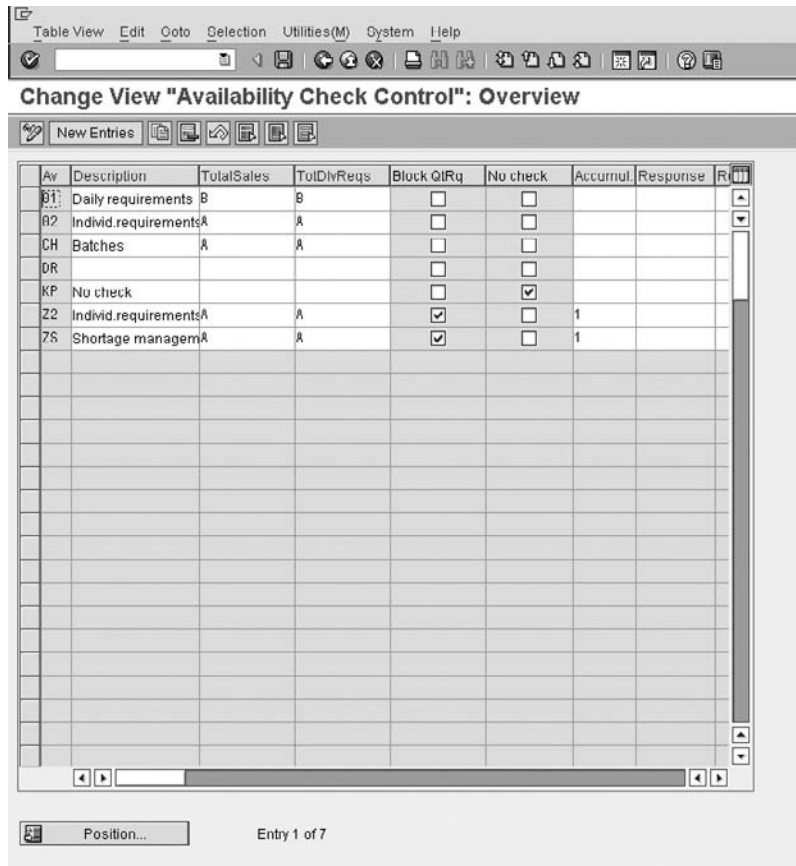 Table View Edit Goto Selection Utilities(M) System Help
Change View "Availability Check Control": Overview
New Entries
Av Description TotalSales TotDlvReqs Block QtRq No check Accumul. Response R
01 Daily requirements B B
02 Individ.requirements A A
CH Batches A A
DR
KP No check
Z2 Individ.requirements A A 1
ZS Shortage managem A A 1
Position... Entry 1 of 7